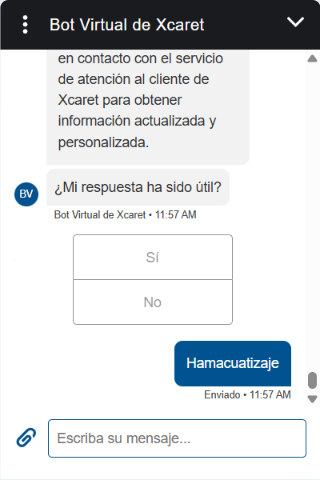 Bot Virtual de Xcaret
en contacto con el servicio
de atención al cliente de
Xcaret para obtener
información actualizada y
personalizada.
¿Mi respuesta ha sido útil?
BV
Bot Virtual de Xcaret • 11:57 AM
Sí
No
Hamacuatizaje
Enviado • 11:57 AM
Escriba su mensaje...